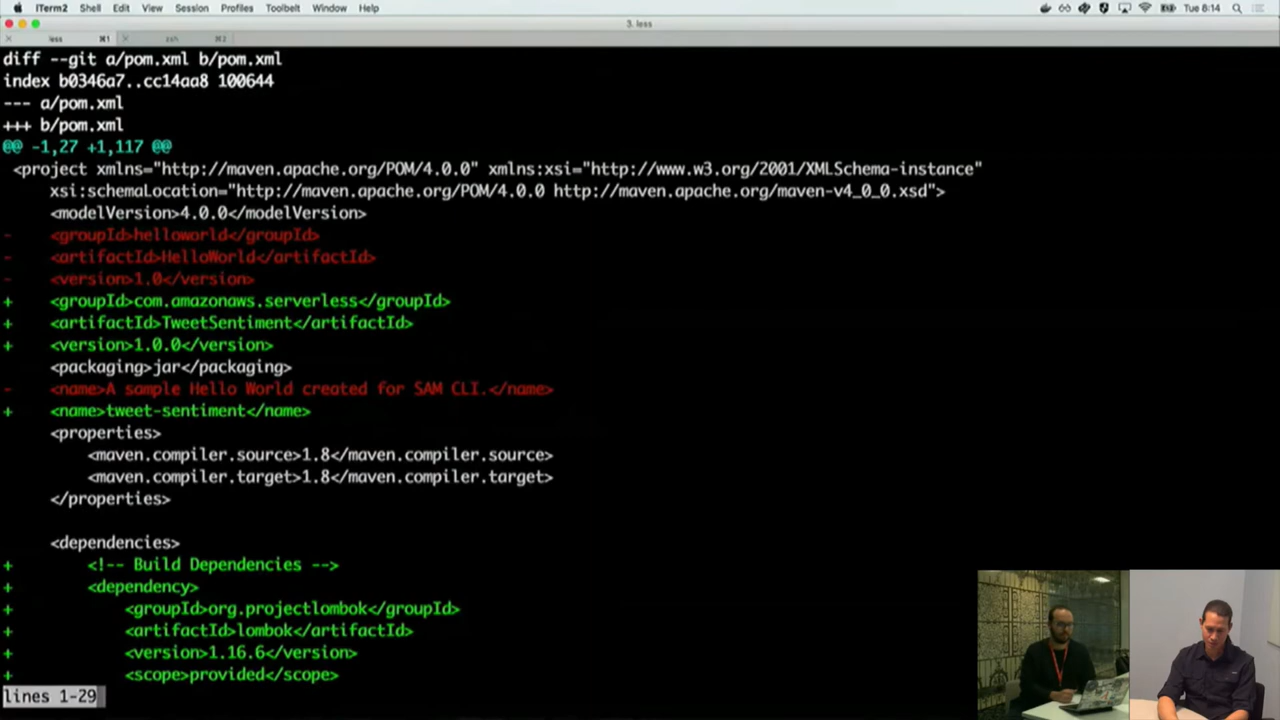 iTerm2 Shell Edit View Session Profiles Toolbelt Window Help Tue 8:14
3. less
less ⌘1 zsh ⌘2
diff --git a/pom.xml b/pom.xml
index b0346a7..cc14aa8 100644
--- a/pom.xml
+++ b/pom.xml
@@ -1,27 +1,117 @@
<project xmlns="http://maven.apache.org/POM/4.0.0" xmlns:xsi="http://www.w3.org/2001/XMLSchema-instance"
xsi:schemaLocation="http://maven.apache.org/POM/4.0.0 http://maven.apache.org/maven-v4_0_0.xsd">
<modelVersion>4.0.0</modelVersion>
- <groupId>helloworld</groupId>
- <artifactId>HelloWorld</artifactId>
- <version>1.0</version>
+ <groupId>com.amazonaws.serverless</groupId>
+ <artifactId>TweetSentiment</artifactId>
+ <version>1.0.0</version>
<packaging>jar</packaging>
- <name>A sample Hello World created for SAM CLI.</name>
+ <name>tweet-sentiment</name>
<properties>
<maven.compiler.source>1.8</maven.compiler.source>
<maven.compiler.target>1.8</maven.compiler.target>
</properties>
<dependencies>
+ <!-- Build Dependencies -->
+ <dependency>
+ <groupId>org.projectlombok</groupId>
+ <artifactId>lombok</artifactId>
+ <version>1.16.6</version>
+ <scope>provided</scope>
lines 1-29